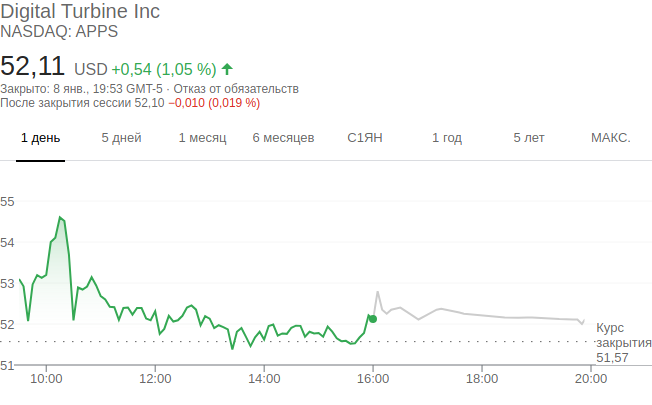 Digital Turbine Inc
NASDAQ: APPS
52,11 USD +0,54 (1,05 %)
Закрыто: 8 янв., 19:53 GMT-5 · Отказ от обязательств
После закрытия сессии 52,10 −0,010 (0,019 %)
1 день 5 дней 1 месяц 6 месяцев С1ЯН 1 год 5 лет МАКС.
55
54
53
52
51
Курс
закрытия
51,57
10:00 12:00 14:00 16:00 18:00 20:00